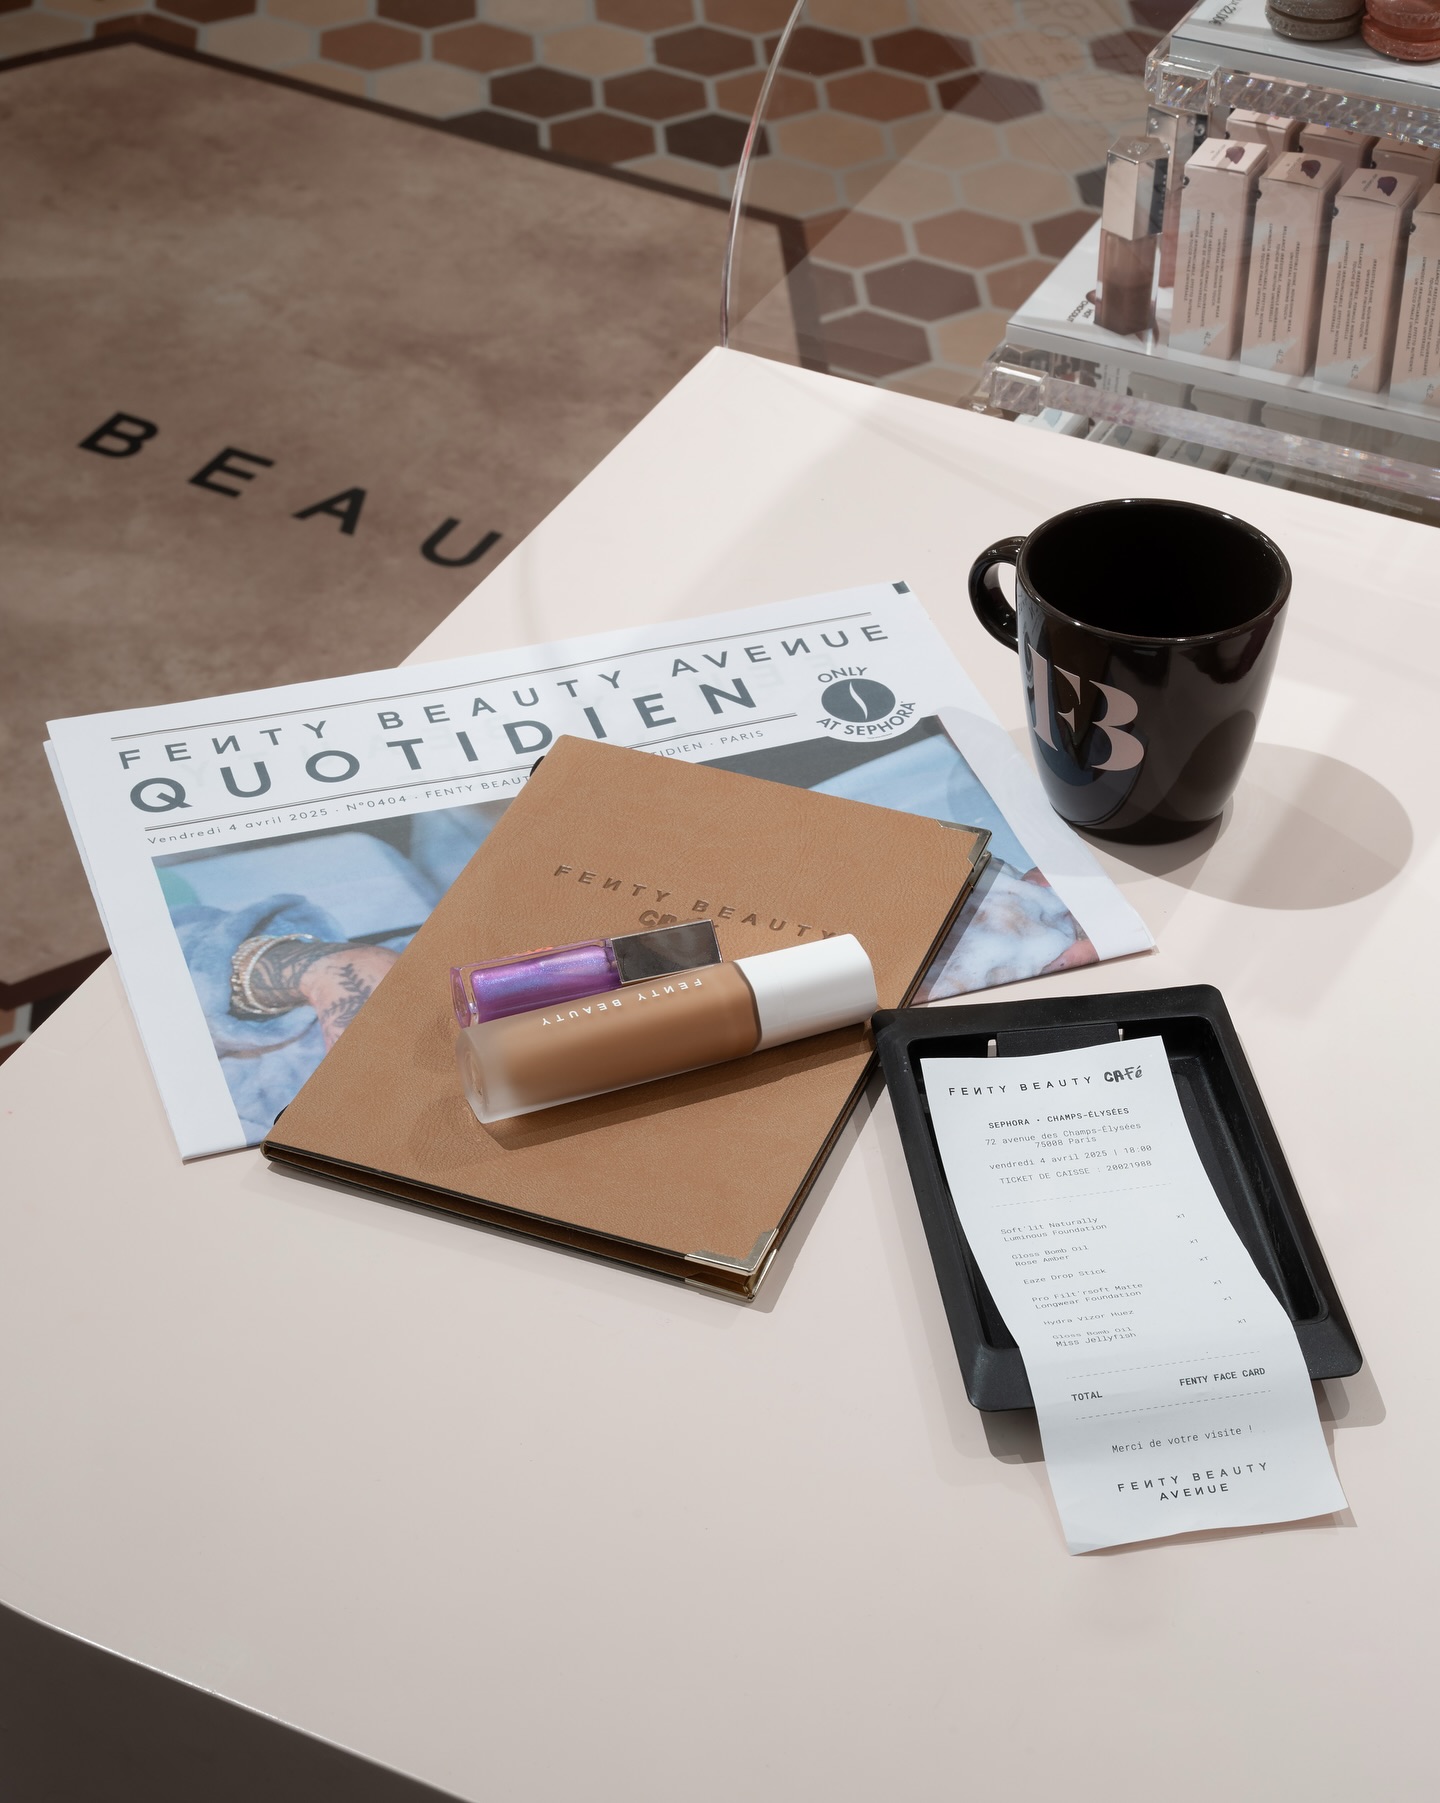 BEAU
FENTY BEAUTY AVENUE
QUOTIDIEN
ONLY
AT SEPHORA
Vendredi 4 avril 2025 · N°0404 · FENTY BEAUT
TIDIEN · PARIS
FENTY BEAUTY
FENTY BEAUTY
FB
FENTY BEAUTY CAFé
SEPHORA • CHAMPS-ÉLYSÉES
72 avenue des Champs-Élysées
75008 Paris
vendredi 4 avril 2025 | 18:00
TICKET DE CAISSE : 20021988
Soft'lit Naturally x1
Luminous Foundation
Gloss Bomb Oil x1
Rose Amber
Eaze Drop Stick x1
Pro Filt'rsoft Matte x1
Longwear Foundation
Hydra Vizor Huez x1
Gloss Bomb Oil x1
Miss Jellyfish
TOTAL FENTY FACE CARD
Merci de votre visite !
FENTY BEAUTY
AVENUE